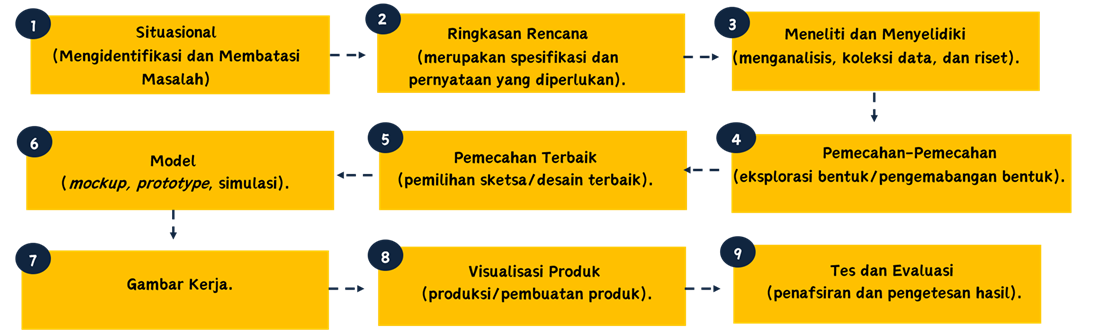 1
Situasional
(Mengidentifikasi dan Membatasi
Masalah)
2
Ringkasan Rencana
(merupakan spesifikasi dan
pernyataan yang diperlukan).
3
Meneliti dan Menyelidiki
(menganalisis, koleksi data, dan riset).
4
Pemecahan-Pemecahan
(eksplorasi bentuk/pengemabangan bentuk).
5
Pemecahan Terbaik
(pemilihan sketsa/desain terbaik).
6
Model
(mockup, prototype, simulasi).
7
Gambar Kerja.
8
Visualisasi Produk
(produksi/pembuatan produk).
9
Tes dan Evaluasi
(penafsiran dan pengetesan hasil).